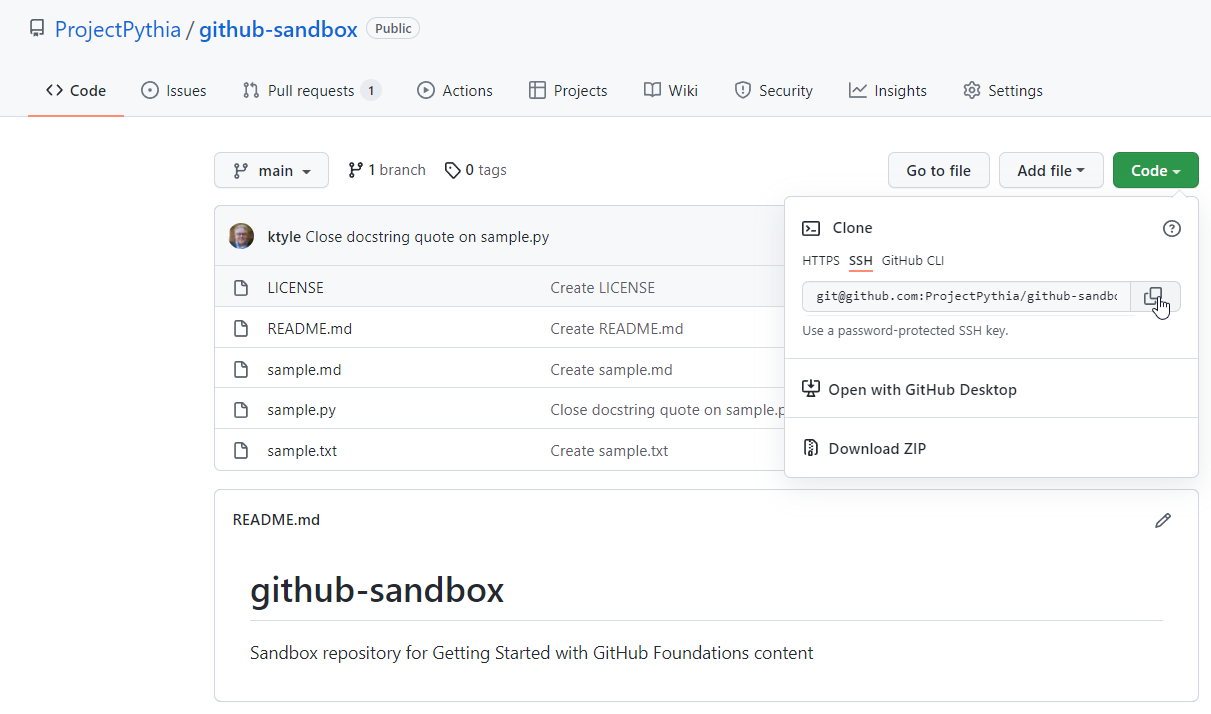 ProjectPythia / github-sandbox Public
Code Issues Pull requests 1 Actions Projects Wiki Security Insights Settings
main 1 branch 0 tags Go to file Add file Code
ktyle Close docstring quote on sample.py
LICENSE Create LICENSE
README.md Create README.md
sample.md Create sample.md
sample.py Close docstring quote on sample.p
sample.txt Create sample.txt
Clone
HTTPS SSH GitHub CLI
git@github.com:ProjectPythia/github-sandbo
Use a password-protected SSH key.
Open with GitHub Desktop
Download ZIP
README.md
github-sandbox
Sandbox repository for Getting Started with GitHub Foundations content